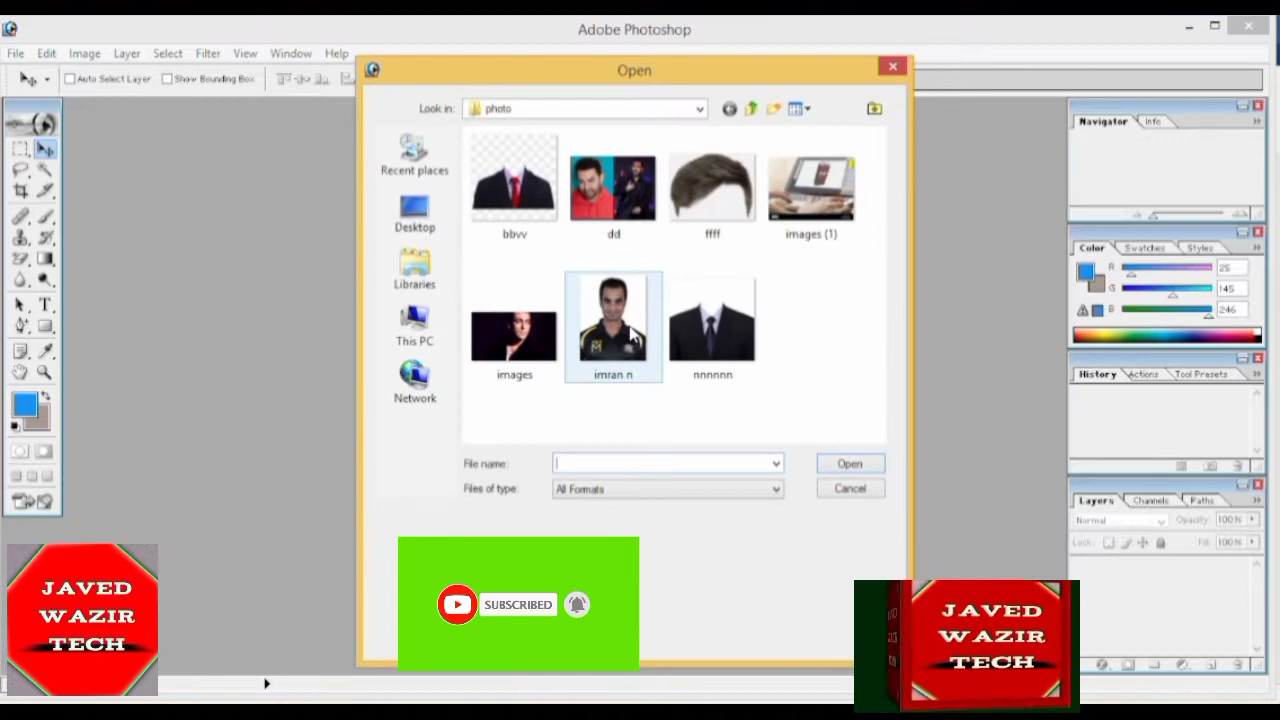 Adobe Photoshop
File Edit Image Layer Select Filter View Window Help
Auto Select Layer Show Bounding Box
Open
Look in: photo
Recent places
Desktop
Libraries
This PC
Network
bbvv dd ffff images (1)
images imran n nnnnnn
File name: Open
Files of type: All Formats Cancel
Navigator Info
Color Swatches Styles
R 25
G 145
B 246
History Actions Tool Presets
Layers Channels Paths
Normal Opacity: 100%
Lock: Fill: 100%
JAVED
WAZIR
TECH
SUBSCRIBED
JAVED
WAZIR
TECH